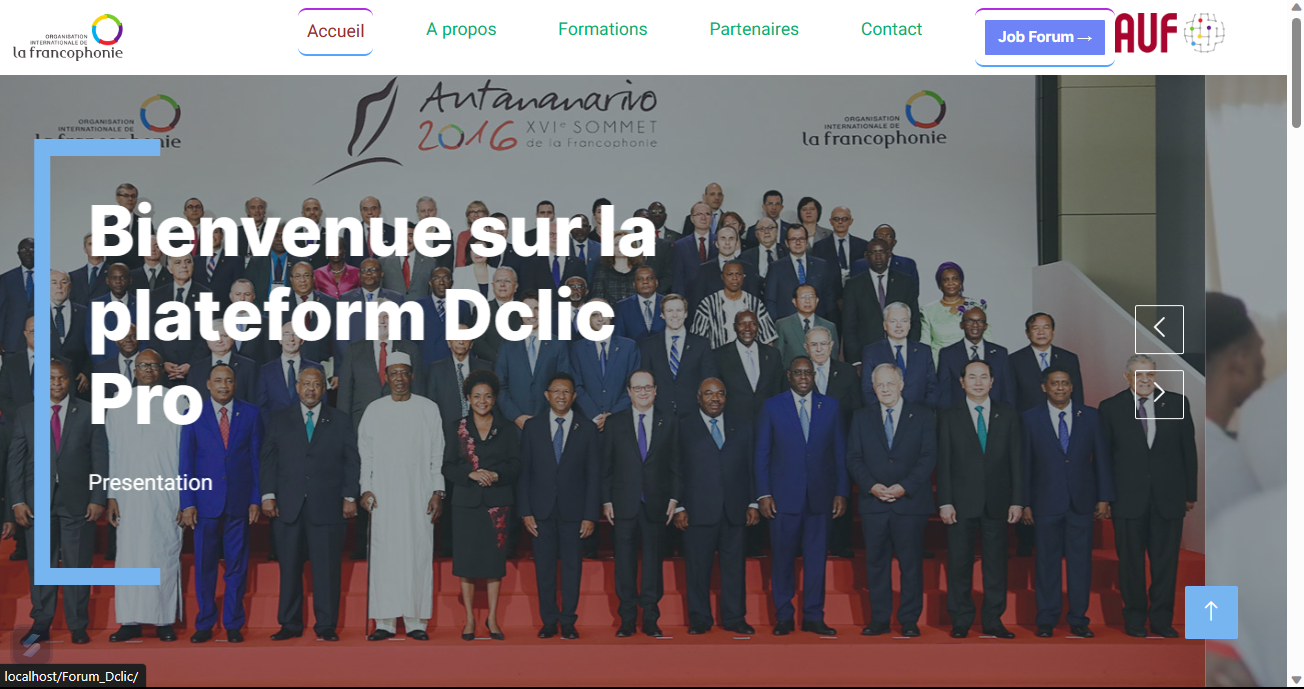 ORGANISATION
INTERNATIONALE DE
la francophonie
Accueil
A propos
Formations
Partenaires
Contact
Job Forum →
AUF
ORGANISATION
INTERNATIONALE DE
la francophonie
Antananarivo
2016 XVIe SOMMET
de la Francophonie
ORGANISATION
INTERNATIONALE DE
la francophonie
Bienvenue sur la
plateform Dclic
Pro
Presentation
localhost/Forum_Dclic/